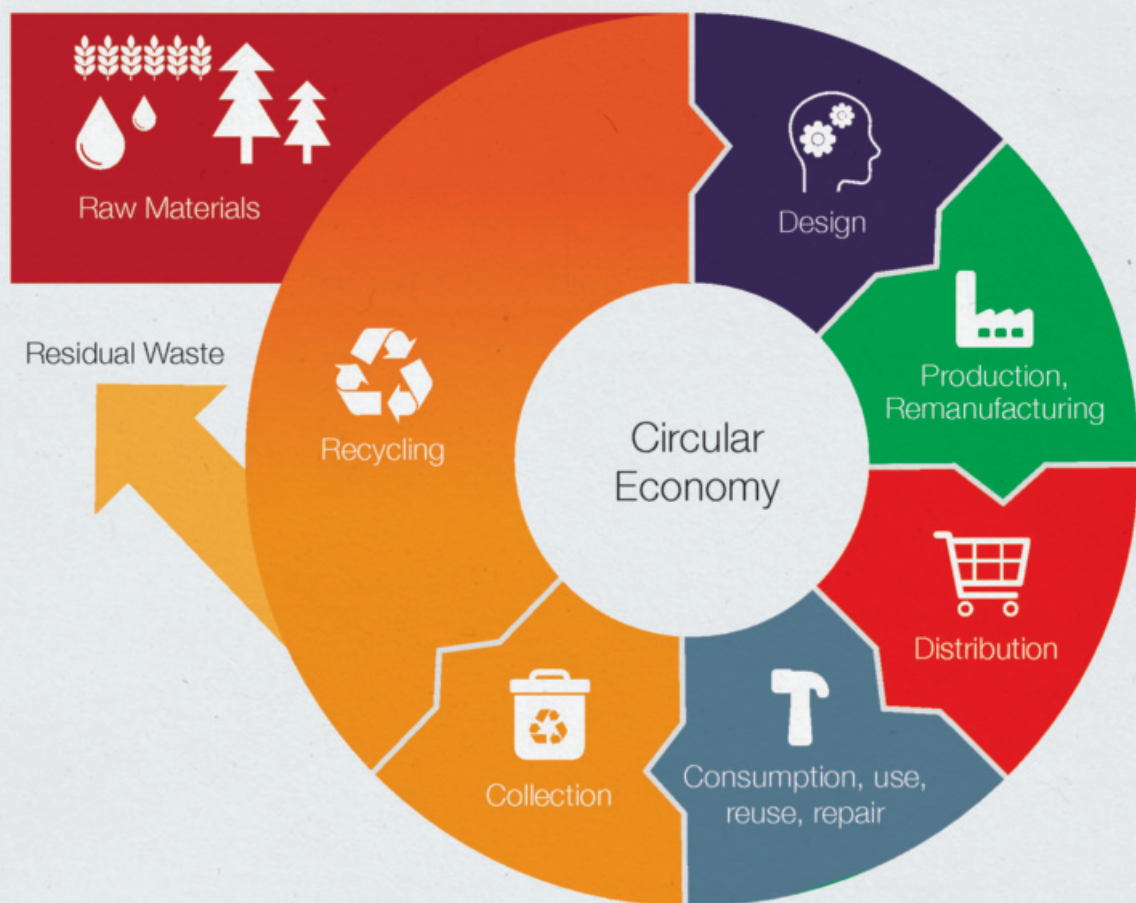 Raw Materials
Design
Residual Waste
Production,
Remanufacturing
Recycling
Circular
Economy
Distribution
Consumption, use,
reuse, repair
Collection